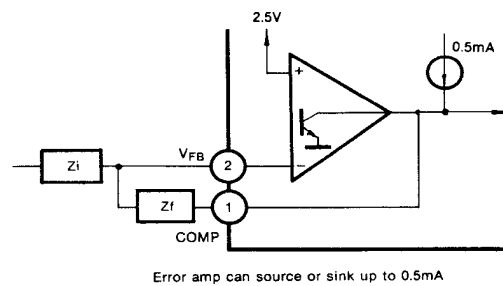 2.5V
0.5mA
+
Zi
VFB
2
−
Zf
1
COMP
Error amp can source or sink up to 0.5mA